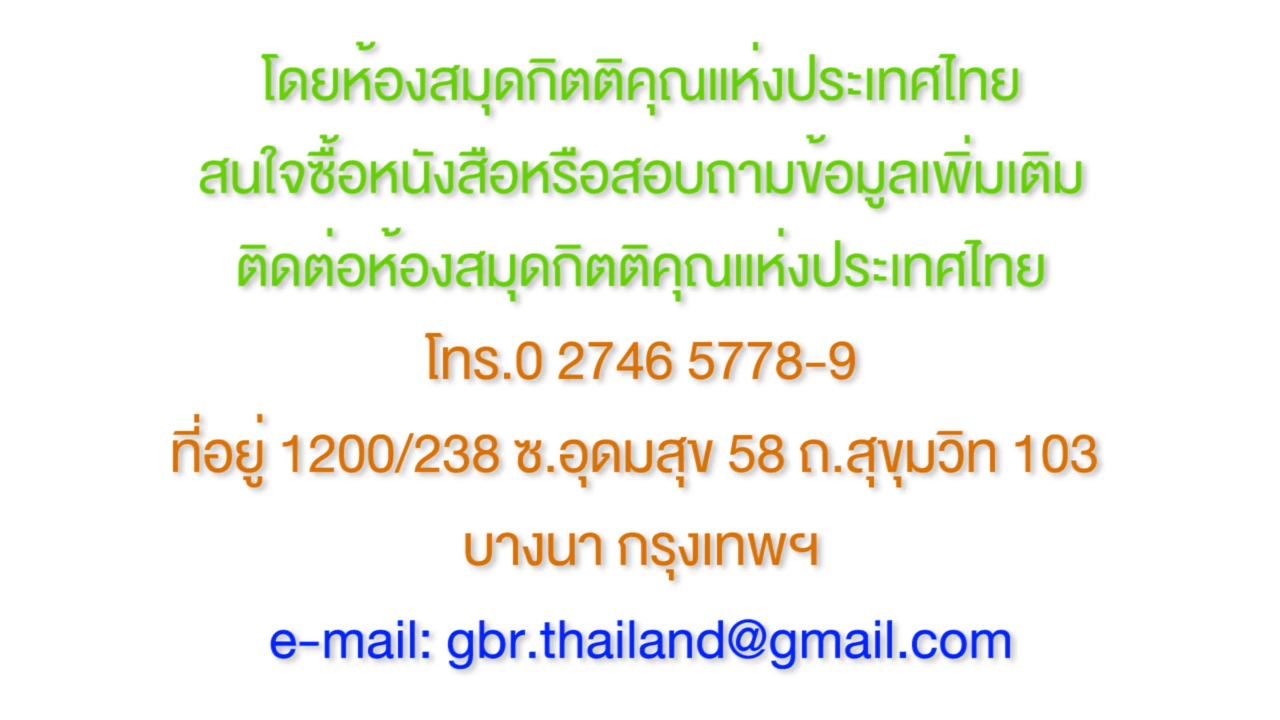 โดยห้องสมุดกิตติคุณแห่งประเทศไทย
สนใจซื้อหนังสือหรือสอบถามข้อมูลเพิ่มเติม
ติดต่อห้องสมุดกิตติคุณแห่งประเทศไทย
โทร.0 2746 5778-9
ที่อยู่ 1200/238 ซ.อุดมสุข 58 ถ.สุขุมวิท 103
บางนา กรุงเทพฯ
e-mail: gbr.thailand@gmail.com